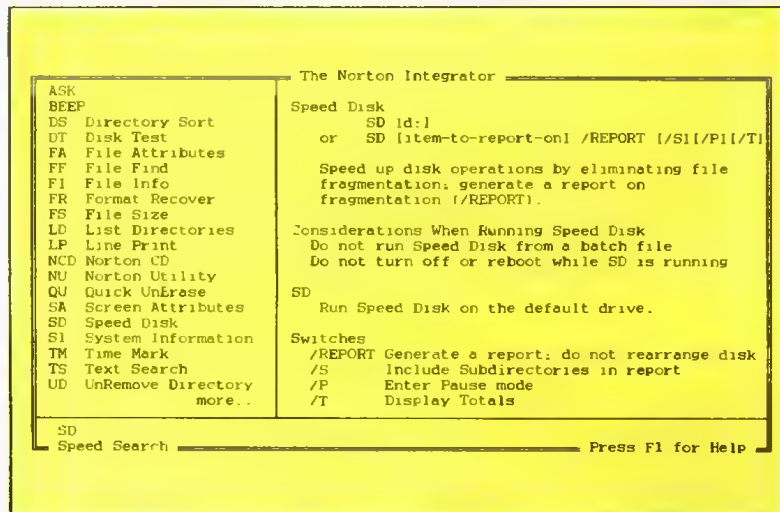 The Norton Integrator
ASK
BEEP
DS Directory Sort
DT Disk Test
FA File Attributes
FF File Find
FI File Info
FR Format Recover
FS File Size
LD List Directories
LP Line Print
NCD Norton CD
NU Norton Utility
QU Quick UnErase
SA Screen Attributes
SD Speed Disk
SI System Information
TM Time Mark
TS Text Search
UD UnRemove Directory
more..
Speed Disk
SD [d:]
or SD [item-to-report-on] /REPORT [/S][/P][/T]
Speed up disk operations by eliminating file
fragmentation; generate a report on
fragmentation (/REPORT).
Considerations When Running Speed Disk
Do not run Speed Disk from a batch file
Do not turn off or reboot while SD is running
SD
Run Speed Disk on the default drive.
Switches
/REPORT Generate a report; do not rearrange disk
/S Include Subdirectories in report
/P Enter Pause mode
/T Display Totals
SD
Speed Search
Press F1 for Help